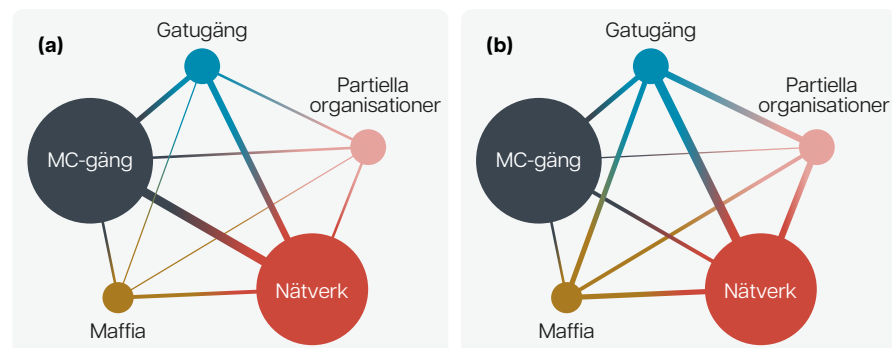 (a)
Gatugäng
Partiella
organisationer
MC-gäng
Nätverk
Maffia
(b)
Gatugäng
Partiella
organisationer
MC-gäng
Nätverk
Maffia